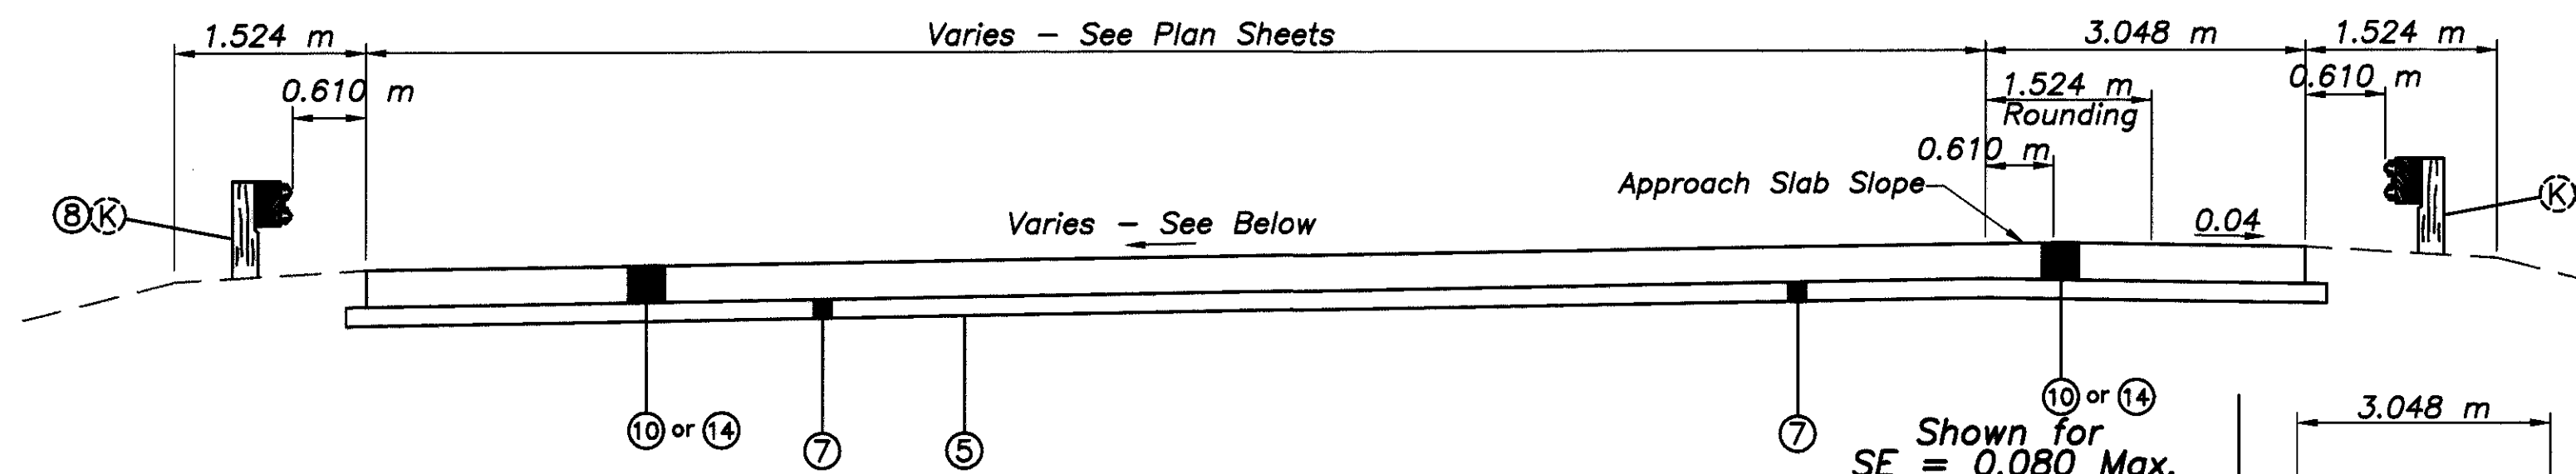 1.524 m
Varies - See Plan Sheets
3.048 m
1.524 m
0.610 m
0.610 m
1.524 m
Rounding
0.610 m
Approach Slab Slope
8 K
K
Varies - See Below
0.04
10 or 14
7
5
7
10 or 14
Shown for
SE = 0.080 Max.
3.048 m